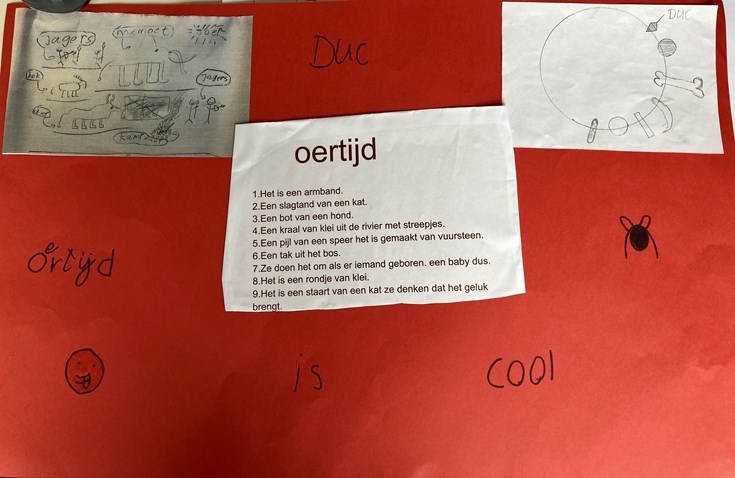 jagers
mamoet
jagers
Duc
DUC
oertijd
1.Het is een armband.
2.Een slagtand van een kat.
3.Een bot van een hond.
4.Een kraal van klei uit de rivier met streepjes.
5.Een pijl van een speer het is gemaakt van vuursteen.
6.Een tak uit het bos.
7.Ze doen het om als er iemand geboren. een baby dus.
8.Het is een rondje van klei.
9.Het is een staart van een kat ze denken dat het geluk
brengt.
oertijd
is
cool